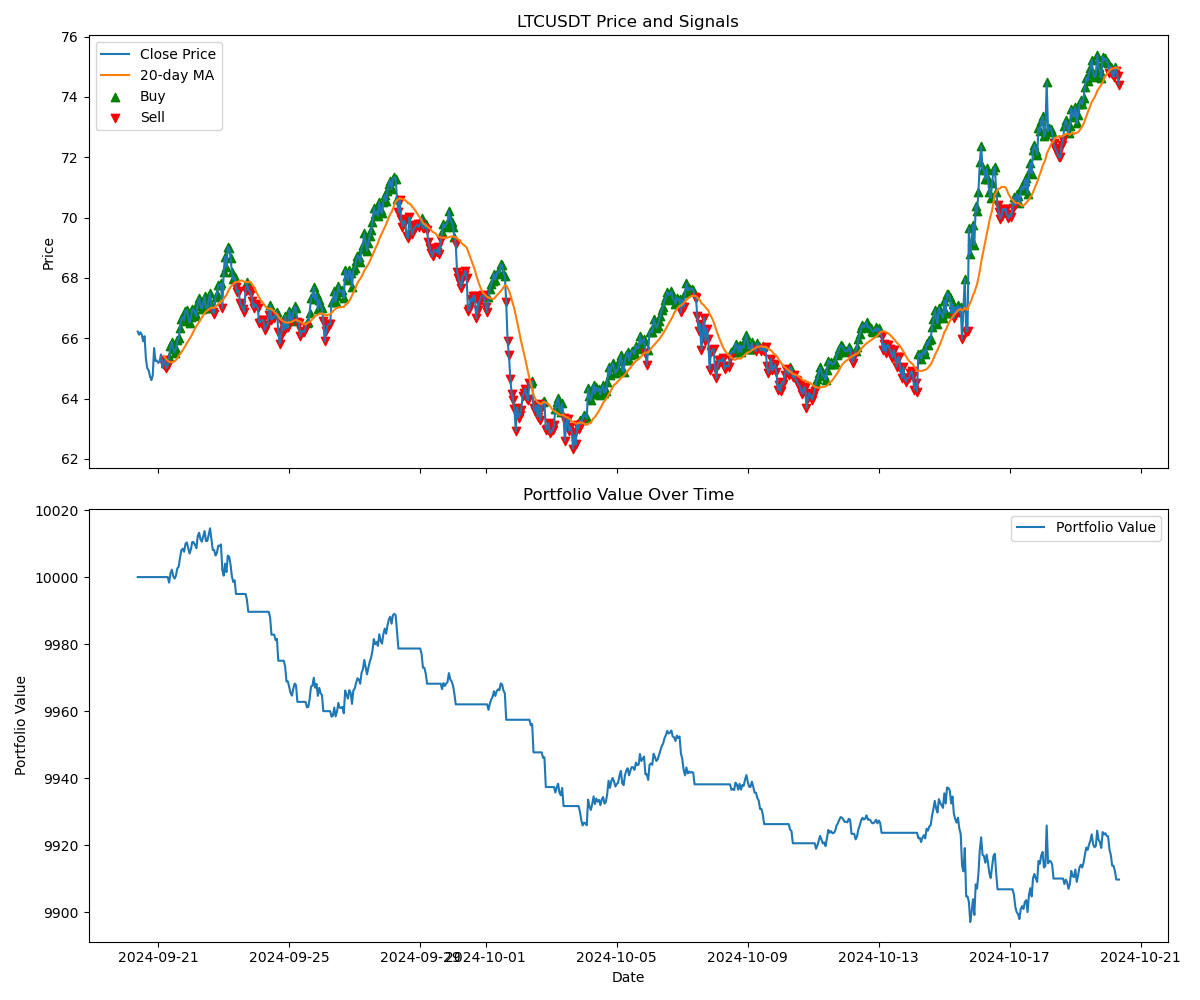 LTCUSDT Price and Signals
Close Price
20-day MA
Buy
Sell
Price
76
74
72
70
68
66
64
62
Portfolio Value Over Time
Portfolio Value
Portfolio Value
10020
10000
9980
9960
9940
9920
9900
2024-09-21 2024-09-25 2024-09-29 2024-10-01 2024-10-05 2024-10-09 2024-10-13 2024-10-17 2024-10-21
Date